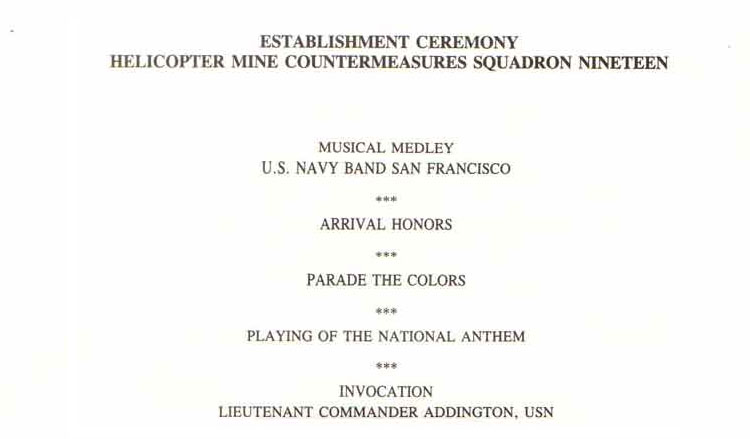 ESTABLISHMENT CEREMONY
HELICOPTER MINE COUNTERMEASURES SQUADRON NINETEEN
MUSICAL MEDLEY
U.S. NAVY BAND SAN FRANCISCO
***
ARRIVAL HONORS
***
PARADE THE COLORS
***
PLAYING OF THE NATIONAL ANTHEM
***
INVOCATION
LIEUTENANT COMMANDER ADDINGTON, USN